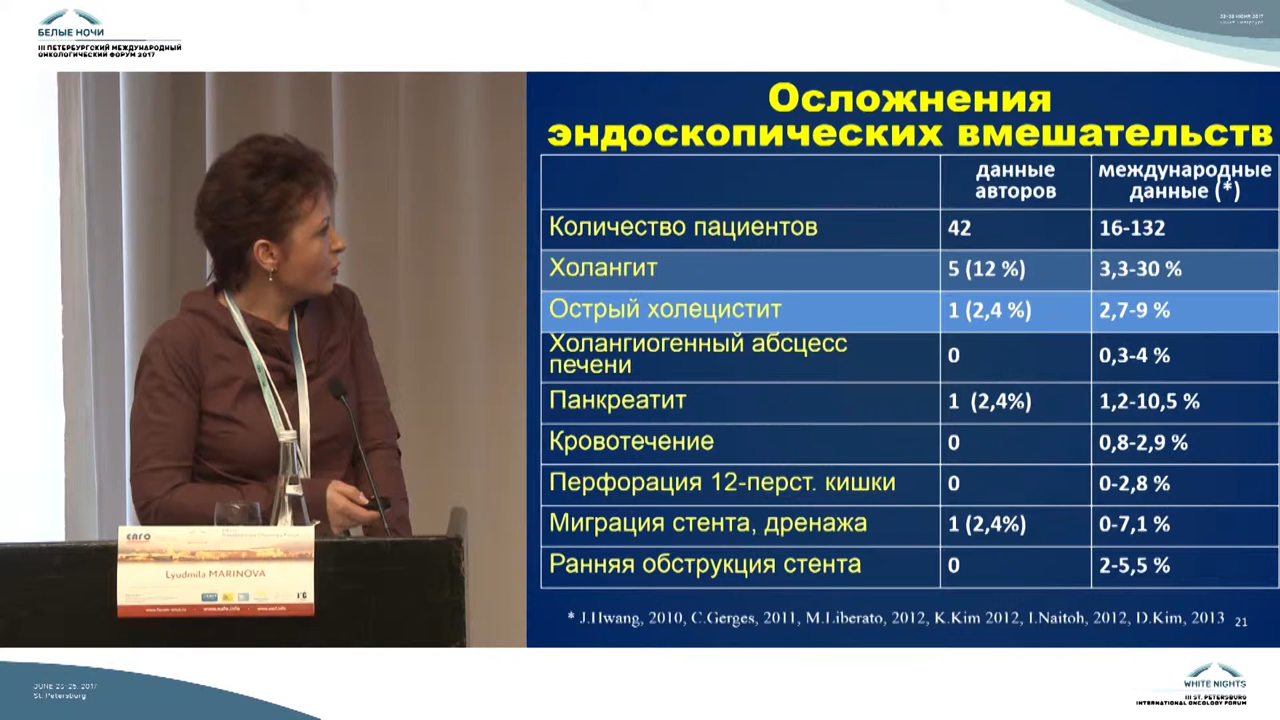 БЕЛЫЕ НОЧИ
III ПЕТЕРБУРГСКИЙ МЕЖДУНАРОДНЫЙ
ОНКОЛОГИЧЕСКИЙ ФОРУМ 2017
23-25 ИЮНЯ 2017
Осложнения
эндоскопических вмешательств
данные авторов
международные данные (*)
Количество пациентов 42 16-132
Холангит 5 (12 %) 3,3-30 %
Острый холецистит 1 (2,4 %) 2,7-9 %
Холангиогенный абсцесс
печени 0 0,3-4 %
Панкреатит 1 (2,4%) 1,2-10,5 %
Кровотечение 0 0,8-2,9 %
Перфорация 12-перст. кишки 0 0-2,8 %
Миграция стента, дренажа 1 (2,4%) 0-7,1 %
Ранняя обструкция стента 0 2-5,5 %
* J.Hwang, 2010, C.Gerges, 2011, M.Liberato, 2012, K.Kim 2012, I.Naitoh, 2012, D.Kim, 2013
21
Lyudmila MARINOVA
JUNE 23-25, 2017
St. Petersburg
WHITE NIGHTS
III ST. PETERSBURG
INTERNATIONAL ONCOLOGY FORUM